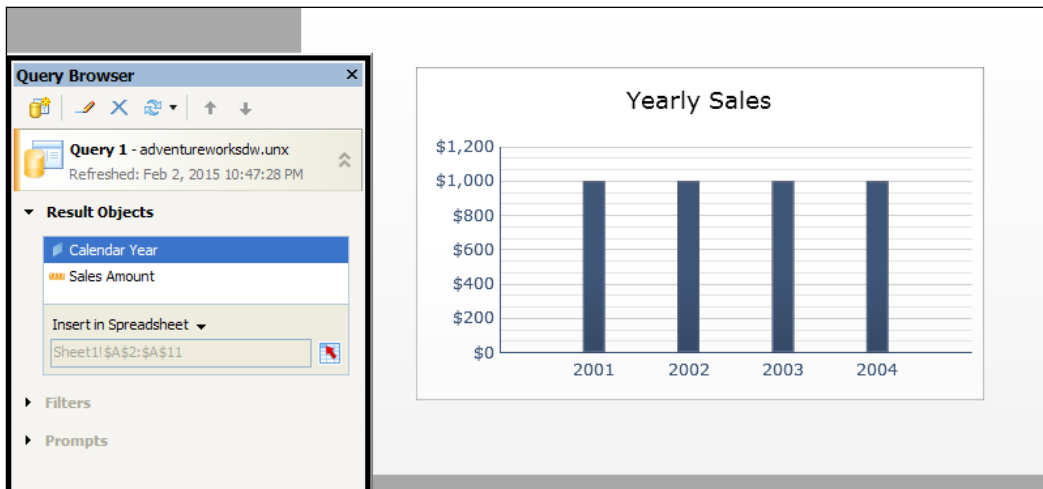 Query Browser
Query 1 - adventureworksdw.unx
Refreshed: Feb 2, 2015 10:47:28 PM
Result Objects
Calendar Year
Sales Amount
Insert in Spreadsheet
Sheet1!$A$2:$A$11
Filters
Prompts
Yearly Sales
$1,200
$1,000
$800
$600
$400
$200
$0
2001 2002 2003 2004